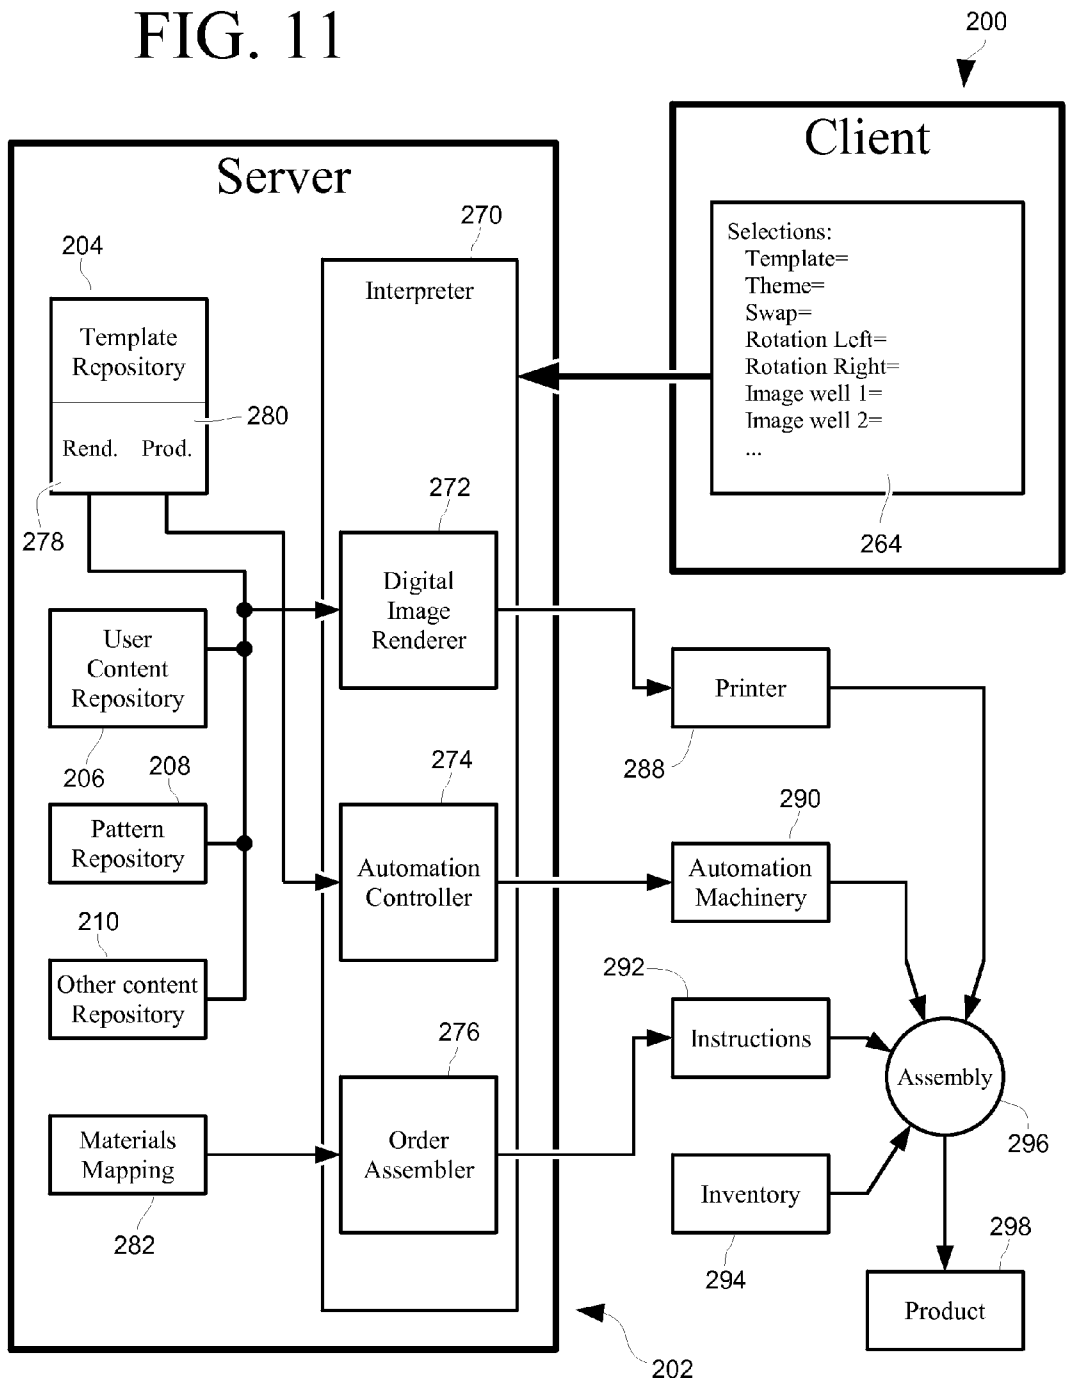 FIG. 11
200
Client
Selections:
Template=
Theme=
Swap=
Rotation Left=
Rotation Right=
Image well 1=
Image well 2=
...
264
Server
270
204
Interpreter
Template
Repository
280
Rend.
Prod.
278
272
Digital
Image
Renderer
User
Content
Repository
206
Printer
288
208
274
290
Pattern
Repository
Automation
Controller
Automation
Machinery
210
292
Other content
Repository
Instructions
276
Assembly
296
Materials
Mapping
282
Order
Assembler
Inventory
294
298
Product
202